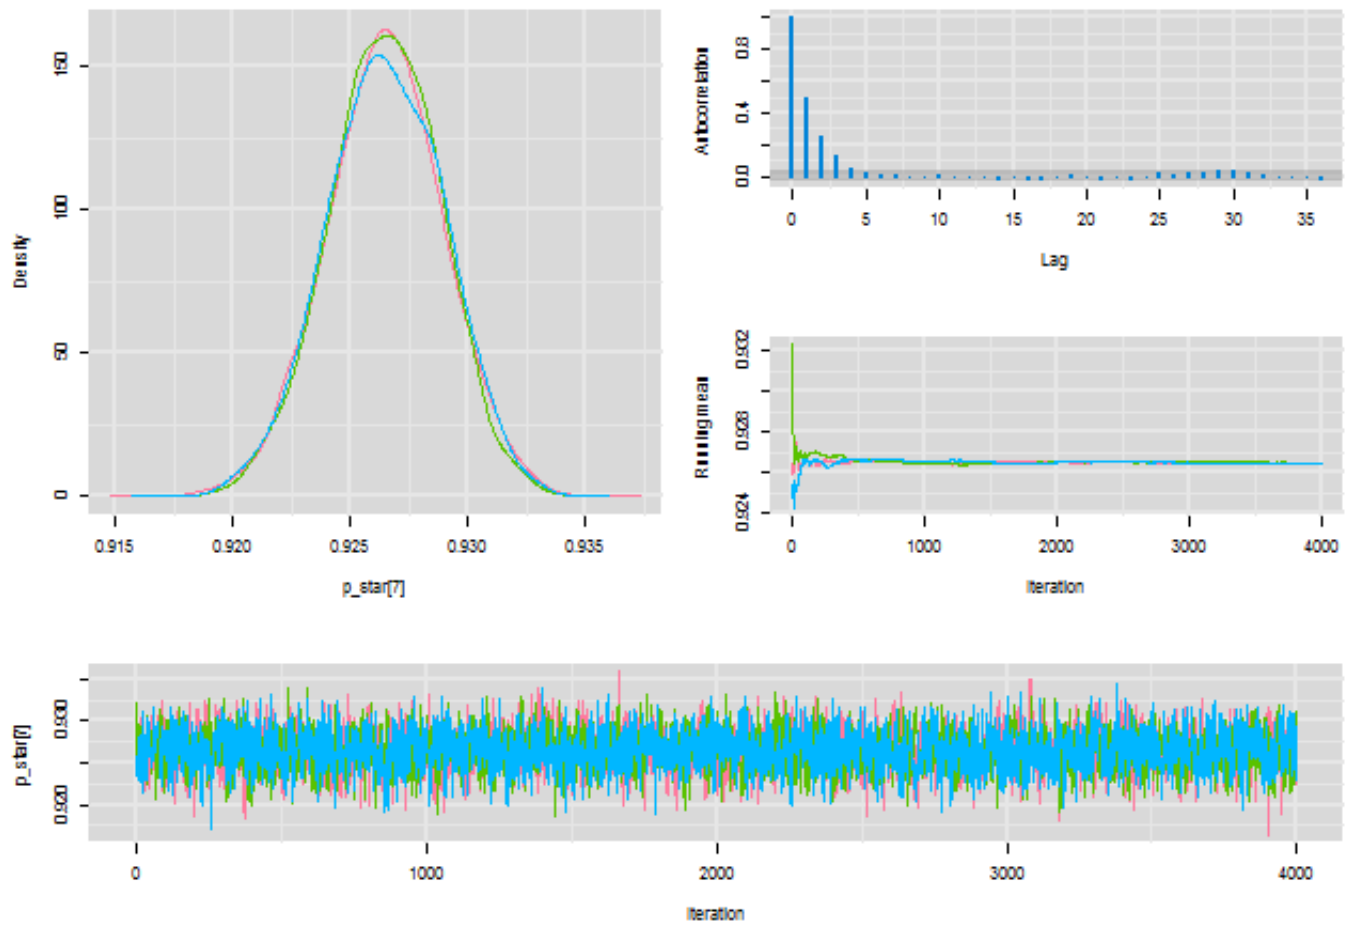 Density
150
100
50
0
0.915 0.920 0.925 0.930 0.935
p_star[7]
Autocorrelation
0.8
0.4
0.0
0 5 10 15 20 25 30 35
Lag
Running mean
0.932
0.928
0.924
0 1000 2000 3000 4000
Iteration
p_star[7]
0.930
0.920
0 1000 2000 3000 4000
Iteration